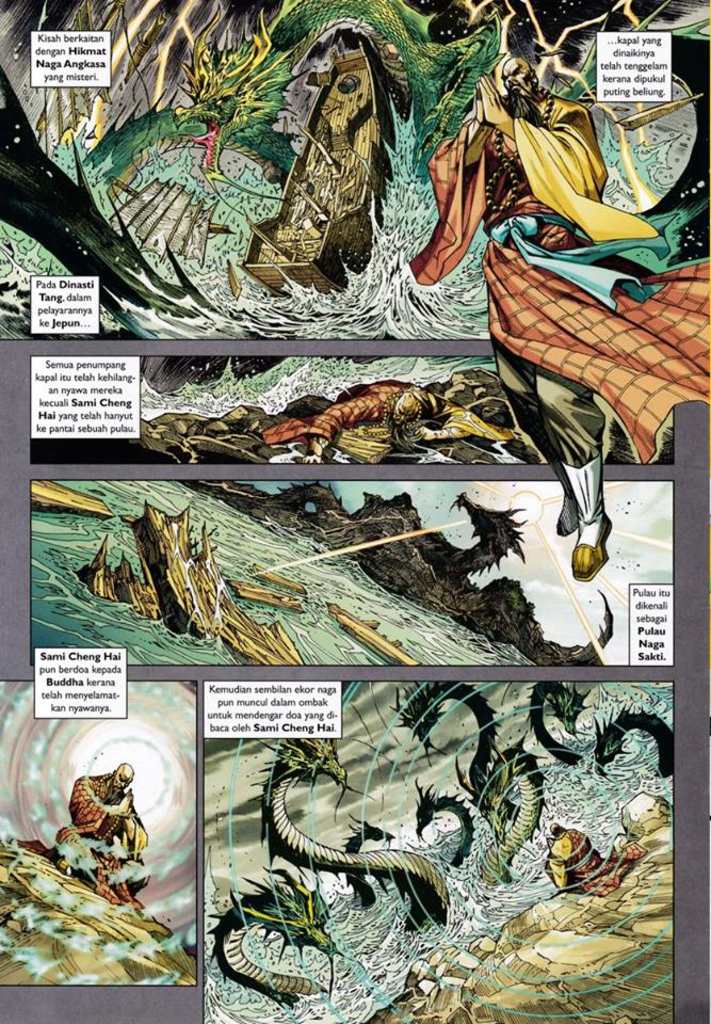 Kisah berkaitan
dengan Hikmat
Naga Angkasa
yang misteri.
Pada Dinasti
Tang, dalam
pelayarannya
ke Jepun...
...kapal yang
dinaikinya
telah tenggelam
kerana dipukul
puting beliung.
Semua penumpang
kapal itu telah kehilang-
an nyawa mereka
kecuali Sami Cheng
Hai yang telah hanyut
ke pantai sebuah pulau.
Pulau itu
dikenali
sebagai
Pulau
Naga
Sakti.
Sami Cheng Hai
pun berdoa kepada
Buddha kerana
telah menyelamat-
kan nyawanya.
Kemudian sembilan ekor naga
pun muncul dalam ombak
untuk mendengar doa yang di-
baca oleh Sami Cheng Hai.